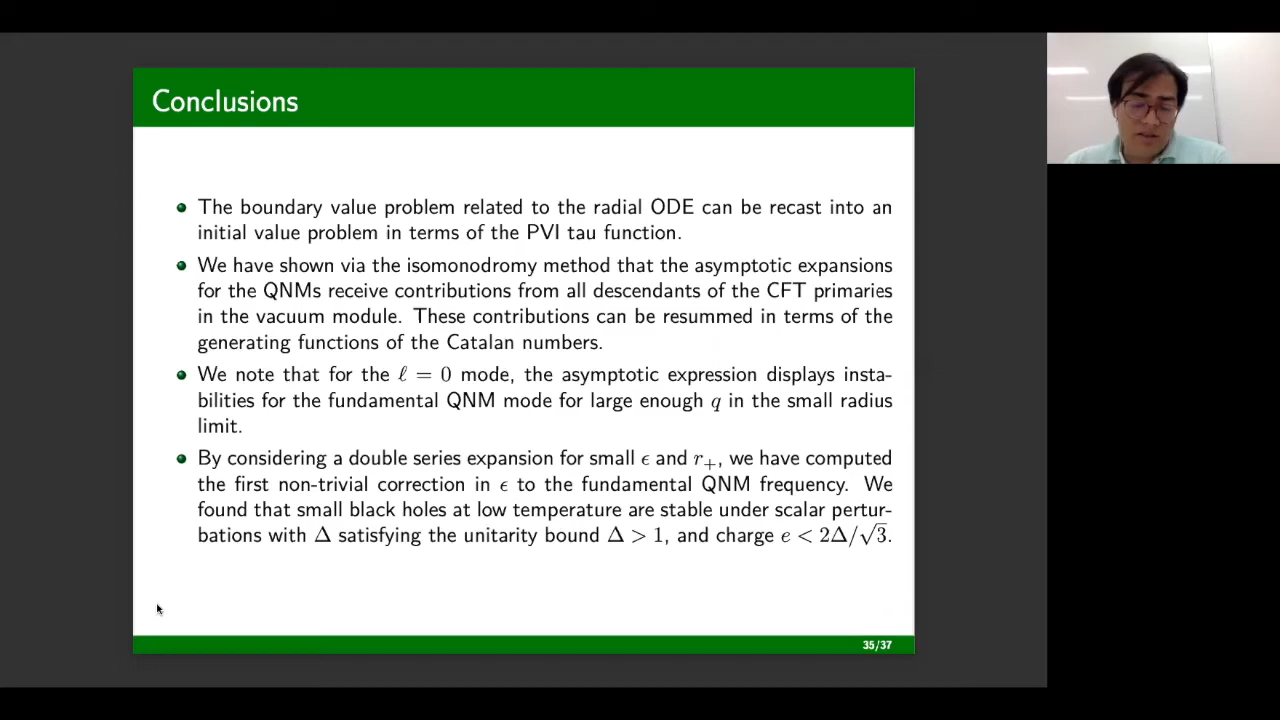 Conclusions
The boundary value problem related to the radial ODE can be recast into an
initial value problem in terms of the PVI tau function.
We have shown via the isomonodromy method that the asymptotic expansions
for the QNMs receive contributions from all descendants of the CFT primaries
in the vacuum module. These contributions can be resummed in terms of the
generating functions of the Catalan numbers.
We note that for the ℓ = 0 mode, the asymptotic expression displays insta-
bilities for the fundamental QNM mode for large enough q in the small radius
limit.
By considering a double series expansion for small ϵ and r₊, we have computed
the first non-trivial correction in ϵ to the fundamental QNM frequency. We
found that small black holes at low temperature are stable under scalar pertur-
bations with Δ satisfying the unitarity bound Δ > 1, and charge e < 2Δ/√3.
35/37